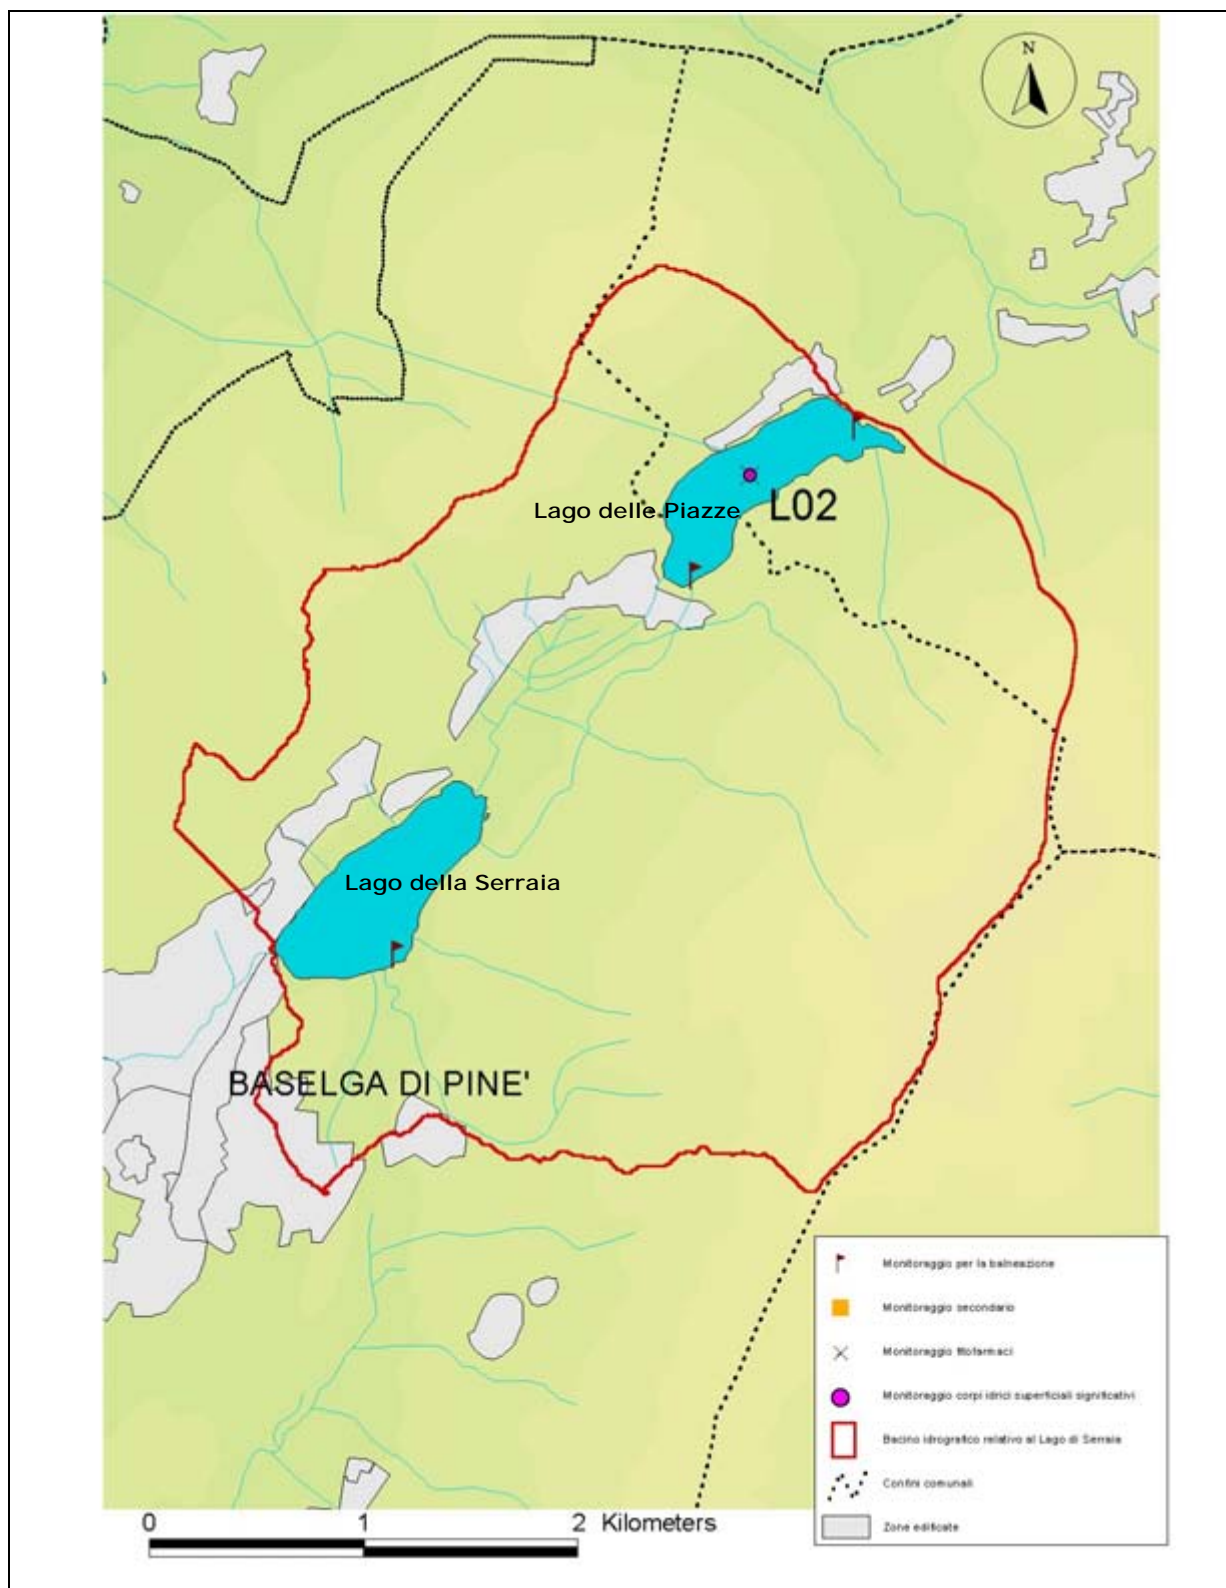 N
Lago delle Piazze
L02
Lago della Serraia
BASELGA DI PINE'
Monitoraggio per la balneazione
Monitoraggio secondario
Monitoraggio fitofarmaci
Monitoraggio corpi idrici superficiali significativi
Bacino idrografico relativo al Lago di Serraia
Confini comunali
Zone edificate
0 1 2 Kilometers